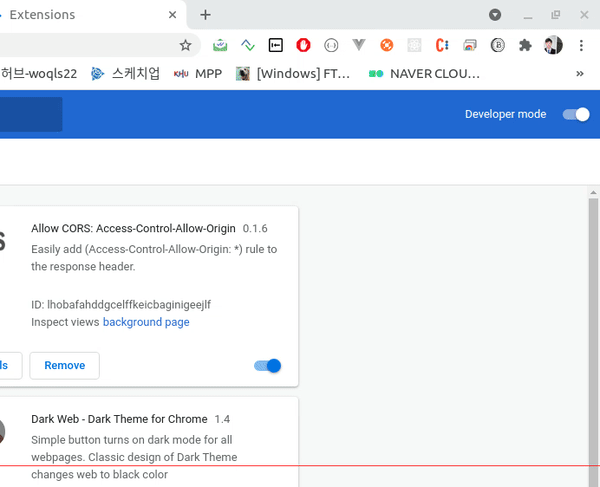 Extensions
허브-woqls22 스케치업 KHU MPP [Windows] FT… NAVER CLOU…
Developer mode
Allow CORS: Access-Control-Allow-Origin 0.1.6
Easily add (Access-Control-Allow-Origin: *) rule to
the response header.
ID: lhobafahddgcelffkeicbaginigeejlf
Inspect views background page
ls Remove
Dark Web - Dark Theme for Chrome 1.4
Simple button turns on dark mode for all
webpages. Classic design of Dark Theme
changes web to black color